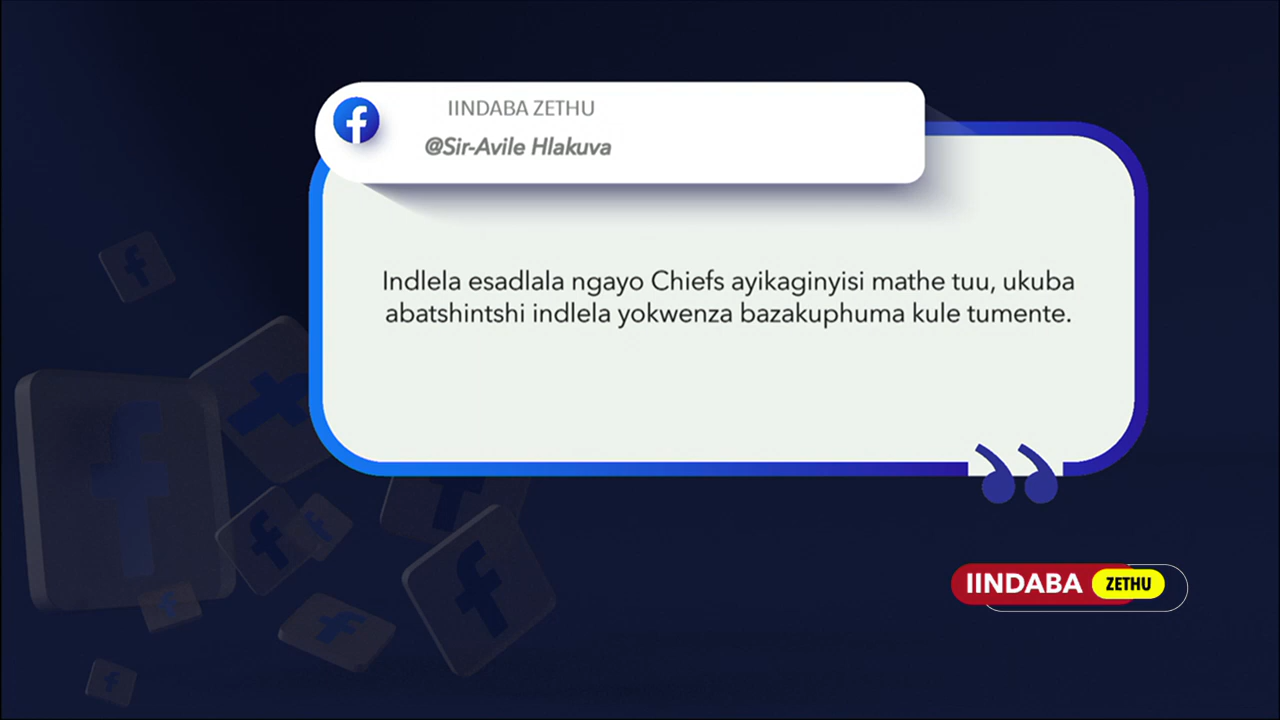 IINDABA ZETHU
@Sir-Avile Hlakuva
Indlela esadlala ngayo Chiefs ayikaginyisi mathe tuu, ukuba
abatshintshi indlela yokwenza bazakuphuma kule tumente.
IINDABA ZETHU